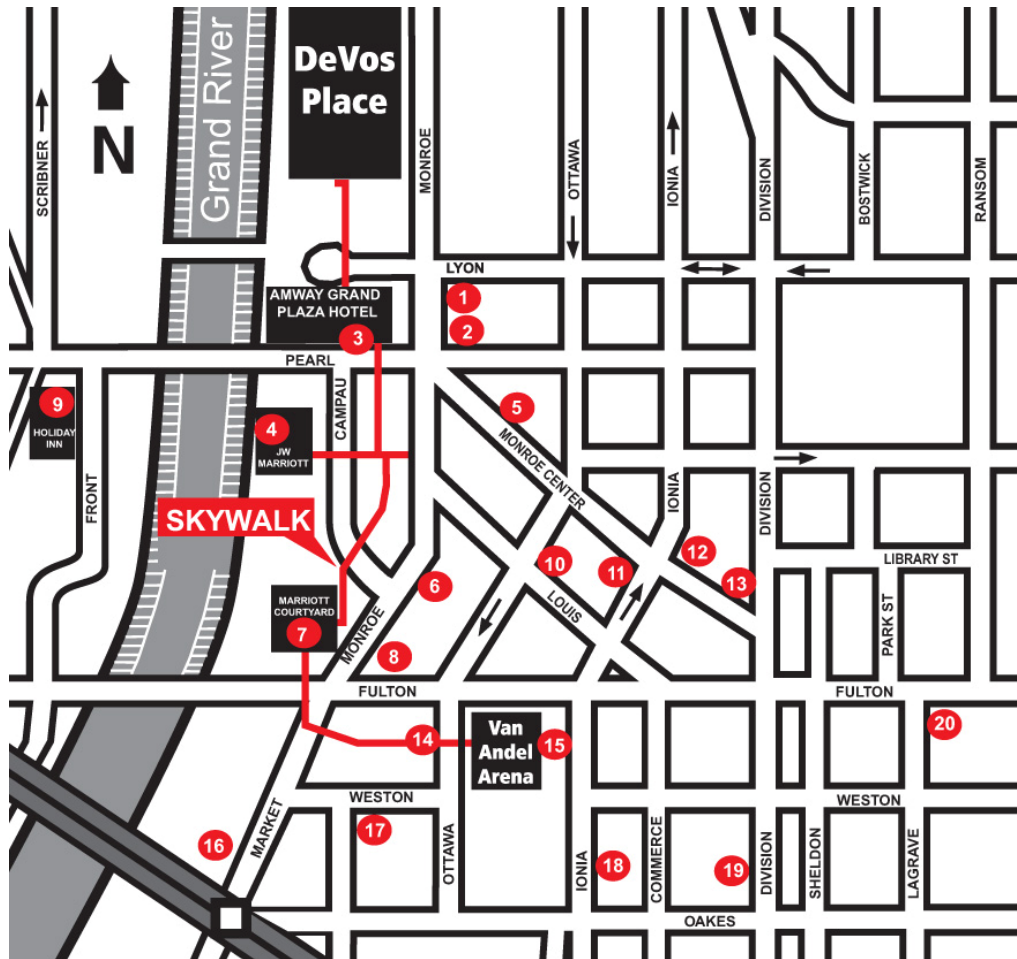 DeVos
Place
Grand River
N
SCRIBNER
MONROE
OTTAWA
IONIA
DIVISION
BOSTWICK
RANSOM
LYON
AMWAY GRAND
PLAZA HOTEL
1
2
3
PEARL
9
HOLIDAY
INN
4
JW
MARRIOTT
CAMPAU
5
MONROE CENTER
FRONT
SKYWALK
IONIA
DIVISION
12
LIBRARY ST
10
11
13
6
LOUIS
MARRIOTT
COURTYARD
7
MONROE
8
PARK ST
FULTON
FULTON
14
Van
Andel
Arena
15
20
WESTON
WESTON
MARKET
16
17
OTTAWA
IONIA
18
COMMERCE
19
DIVISION
SHELDON
LAGRAVE
OAKES